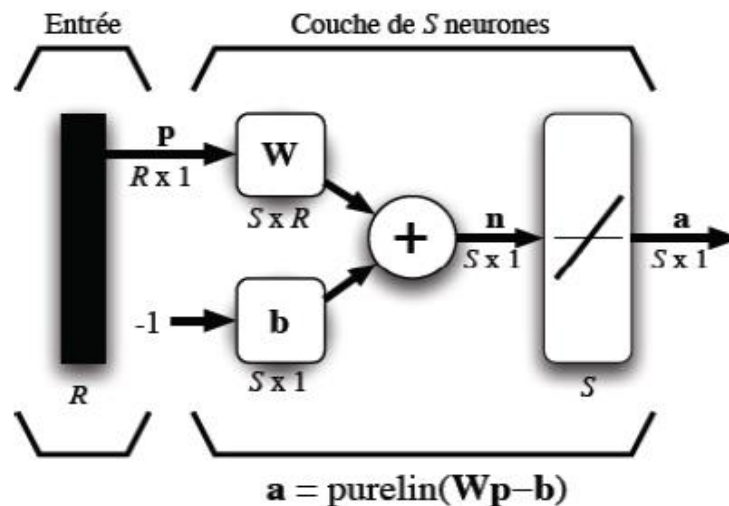 Entrée
Couche de S neurones
p
R x 1
W
S x R
+
n
S x 1
a
S x 1
-1
b
S x 1
R
S
a = purelin(Wp–b)